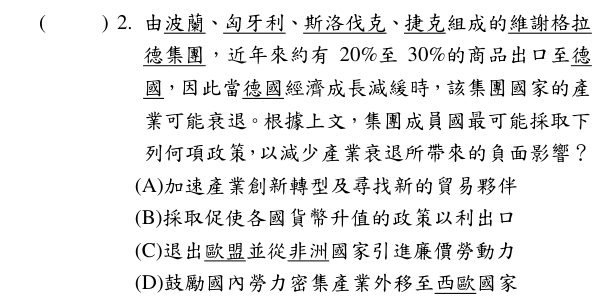 (　　) 2. 由波蘭、匈牙利、斯洛伐克、捷克組成的維謝格拉
德集團，近年來約有 20%至 30%的商品出口至德
國，因此當德國經濟成長減緩時，該集團國家的產
業可能衰退。根據上文，集團成員國最可能採取下
列何項政策，以減少產業衰退所帶來的負面影響？
(A)加速產業創新轉型及尋找新的貿易夥伴
(B)採取促使各國貨幣升值的政策以利出口
(C)退出歐盟並從非洲國家引進廉價勞動力
(D)鼓勵國內勞力密集產業外移至西歐國家